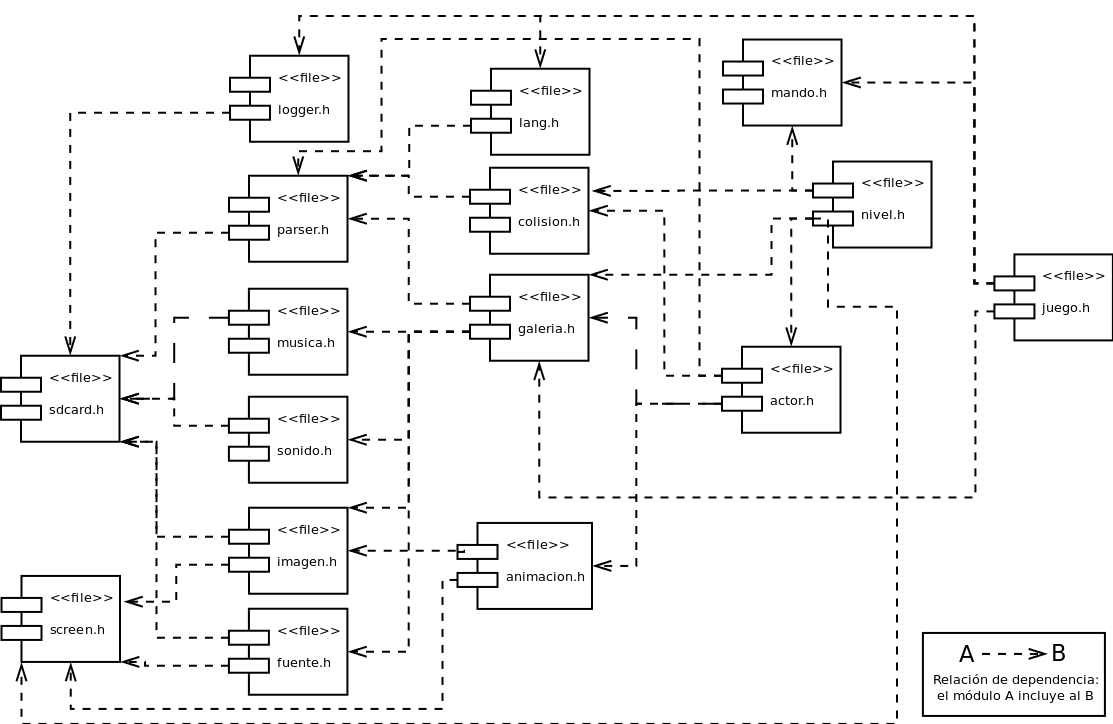 <<file>>
logger.h
<<file>>
lang.h
<<file>>
mando.h
<<file>>
parser.h
<<file>>
colision.h
<<file>>
nivel.h
<<file>>
musica.h
<<file>>
galeria.h
<<file>>
juego.h
<<file>>
sdcard.h
<<file>>
sonido.h
<<file>>
actor.h
<<file>>
imagen.h
<<file>>
animacion.h
<<file>>
screen.h
<<file>>
fuente.h
A B
Relación de dependencia:
el módulo A incluye al B